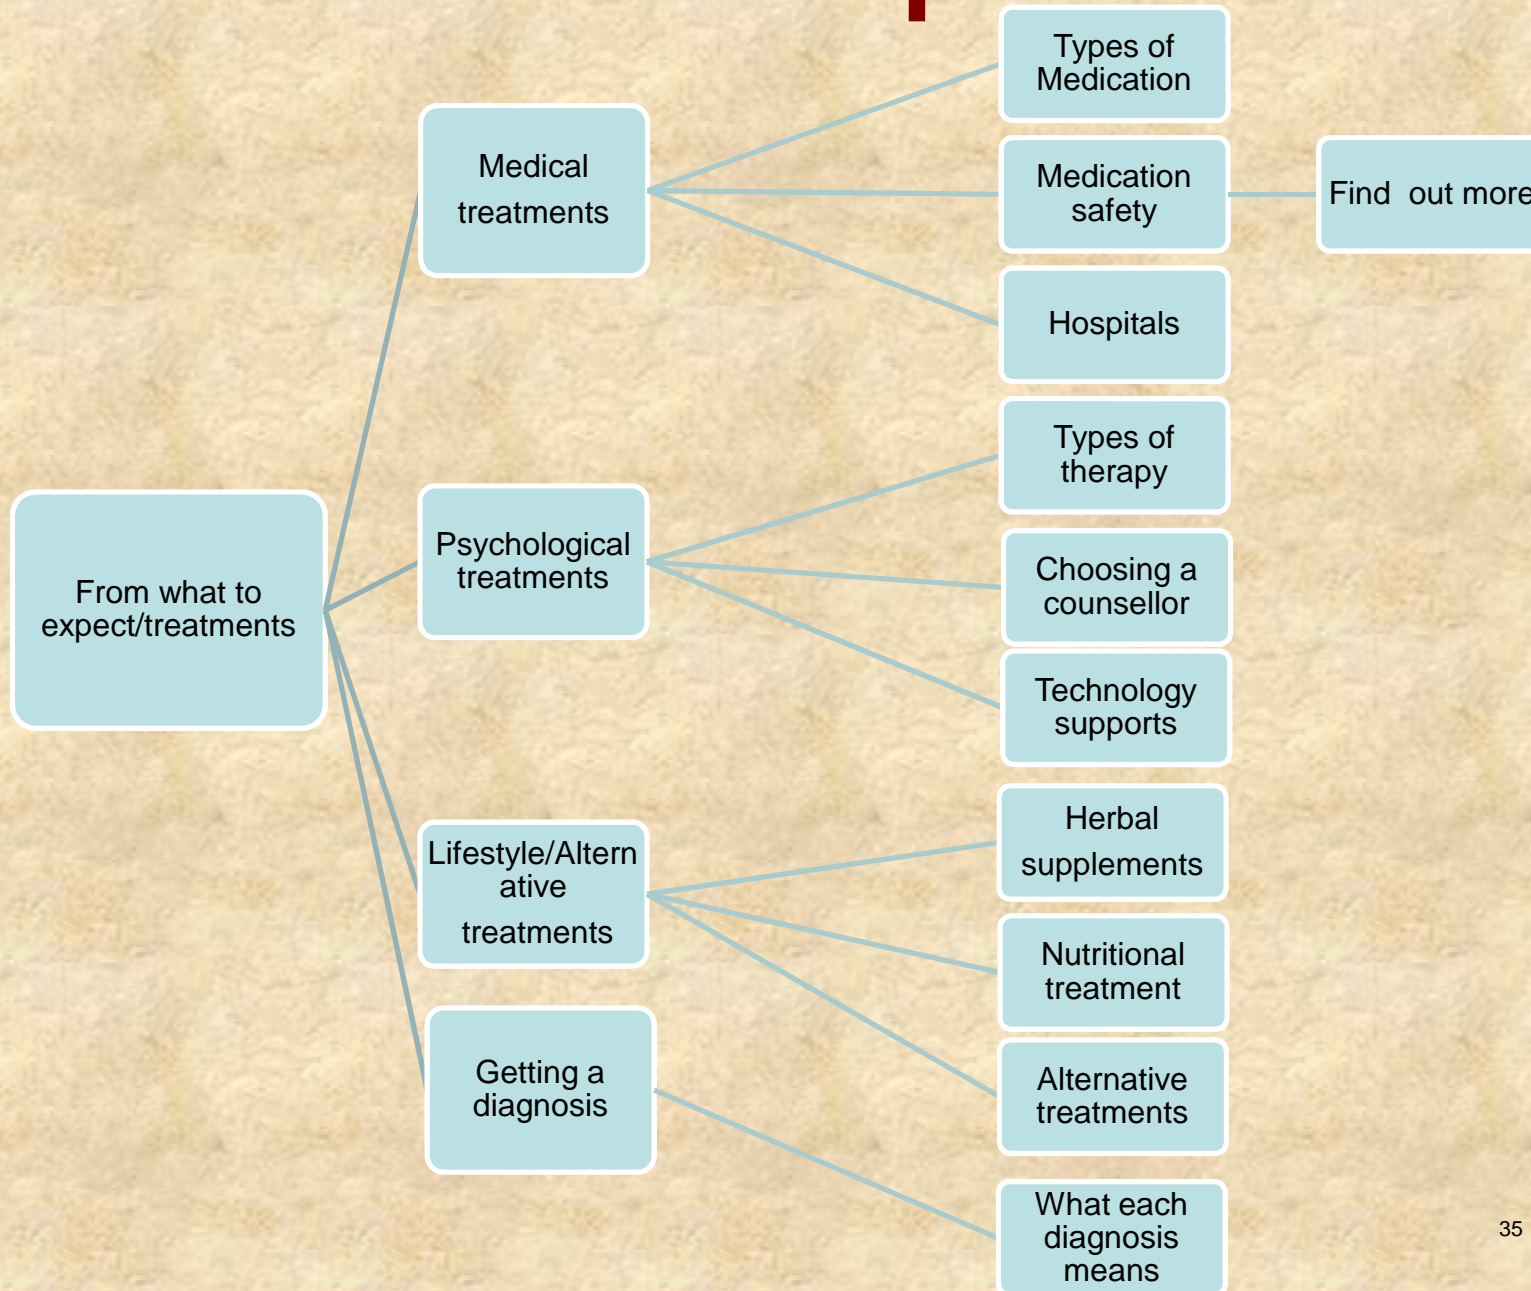 Types of
Medication
Medical
treatments
Medication
safety
Find  out more
Hospitals
Types of
therapy
Psychological
treatments
Choosing a
counsellor
From what to
expect/treatments
Technology
supports
Herbal
supplements
Lifestyle/Altern
ative
treatments
Nutritional
treatment
Getting a
diagnosis
Alternative
treatments
What each
diagnosis
means
35